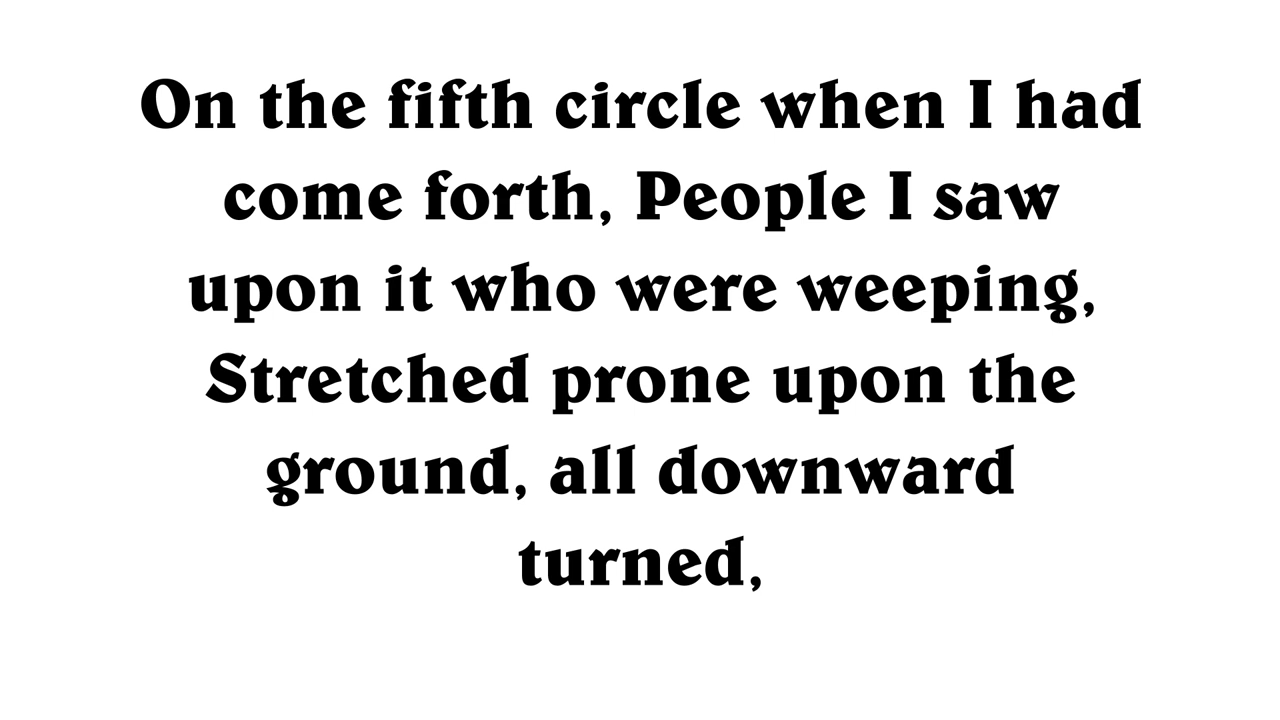 On the fifth circle when I had
come forth, People I saw
upon it who were weeping,
Stretched prone upon the
ground, all downward
turned,